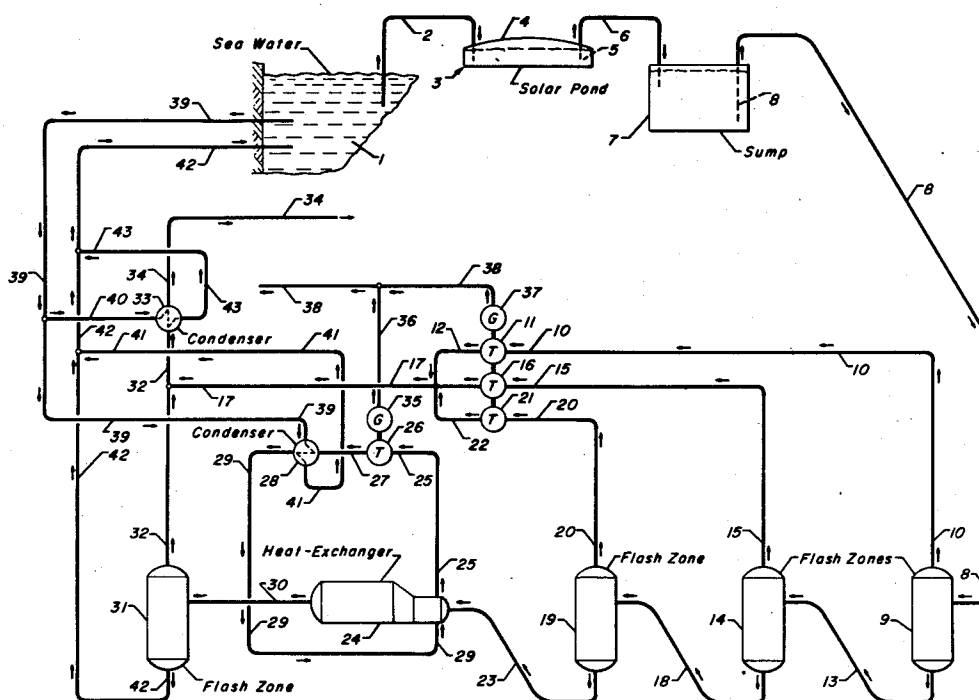 2 4 6
Sea Water 5
3 Solar Pond 8
39 7
1 Sump
42 8
34
43 38
39 34 33 43 38 37
40 36 12 11 10
42 Condenser 10
41 41 16
32 17 15
17 35 21 20
39 39 26 22
Condenser
42 29 28 27 25
41
32 20 15 10
Heat-Exchanger Flash Zone Flash Zones
25 8
30
31 19 14 9
29 24
29
42 Flash Zone 23 18 13
G
T
T
T
G
T